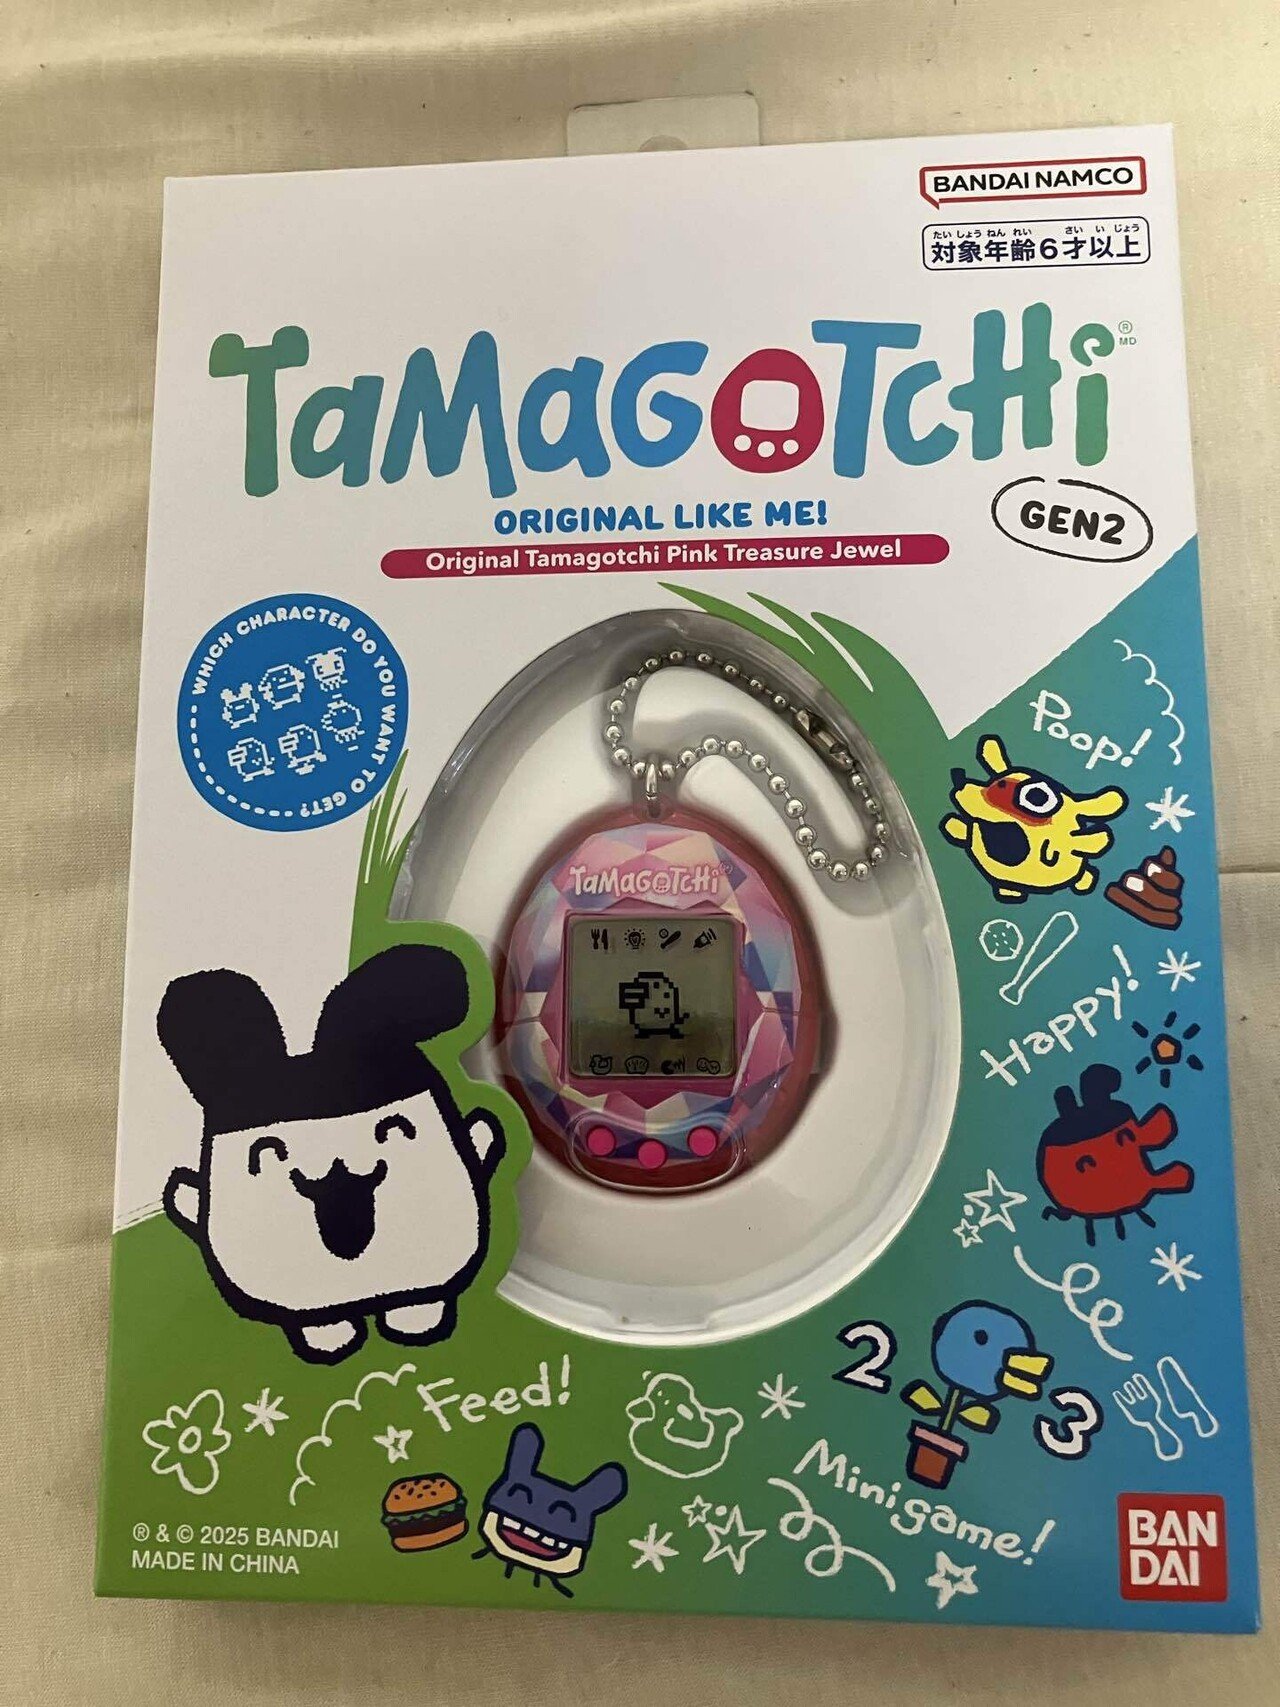 BANDAI NAMCO
たい しょう ねん れい さい い じょう
対象年齢6才以上
TaMaGOTCHi
® MD
ORIGINAL LIKE ME!
GEN2
Original Tamagotchi Pink Treasure Jewel
WHICH CHARACTER DO YOU WANT TO GET?
Poop!
TaMaGOTCHi®
Happy!
2
3
Feed!
Minigame!
® & © 2025 BANDAI
MADE IN CHINA
BAN
DAI